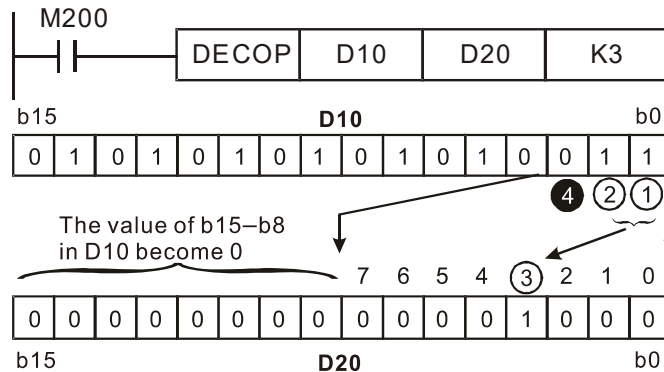 M200
DECOP D10 D20 K3
b15 D10 b0
0 1 0 1 0 1 0 1 0 1 0 1 0 0 1 1
4 2 1
The value of b15–b8
in D10 become 0
7 6 5 4 3 2 1 0
0 0 0 0 0 0 0 0 0 0 0 0 1 0 0 0
b15 D20 b0